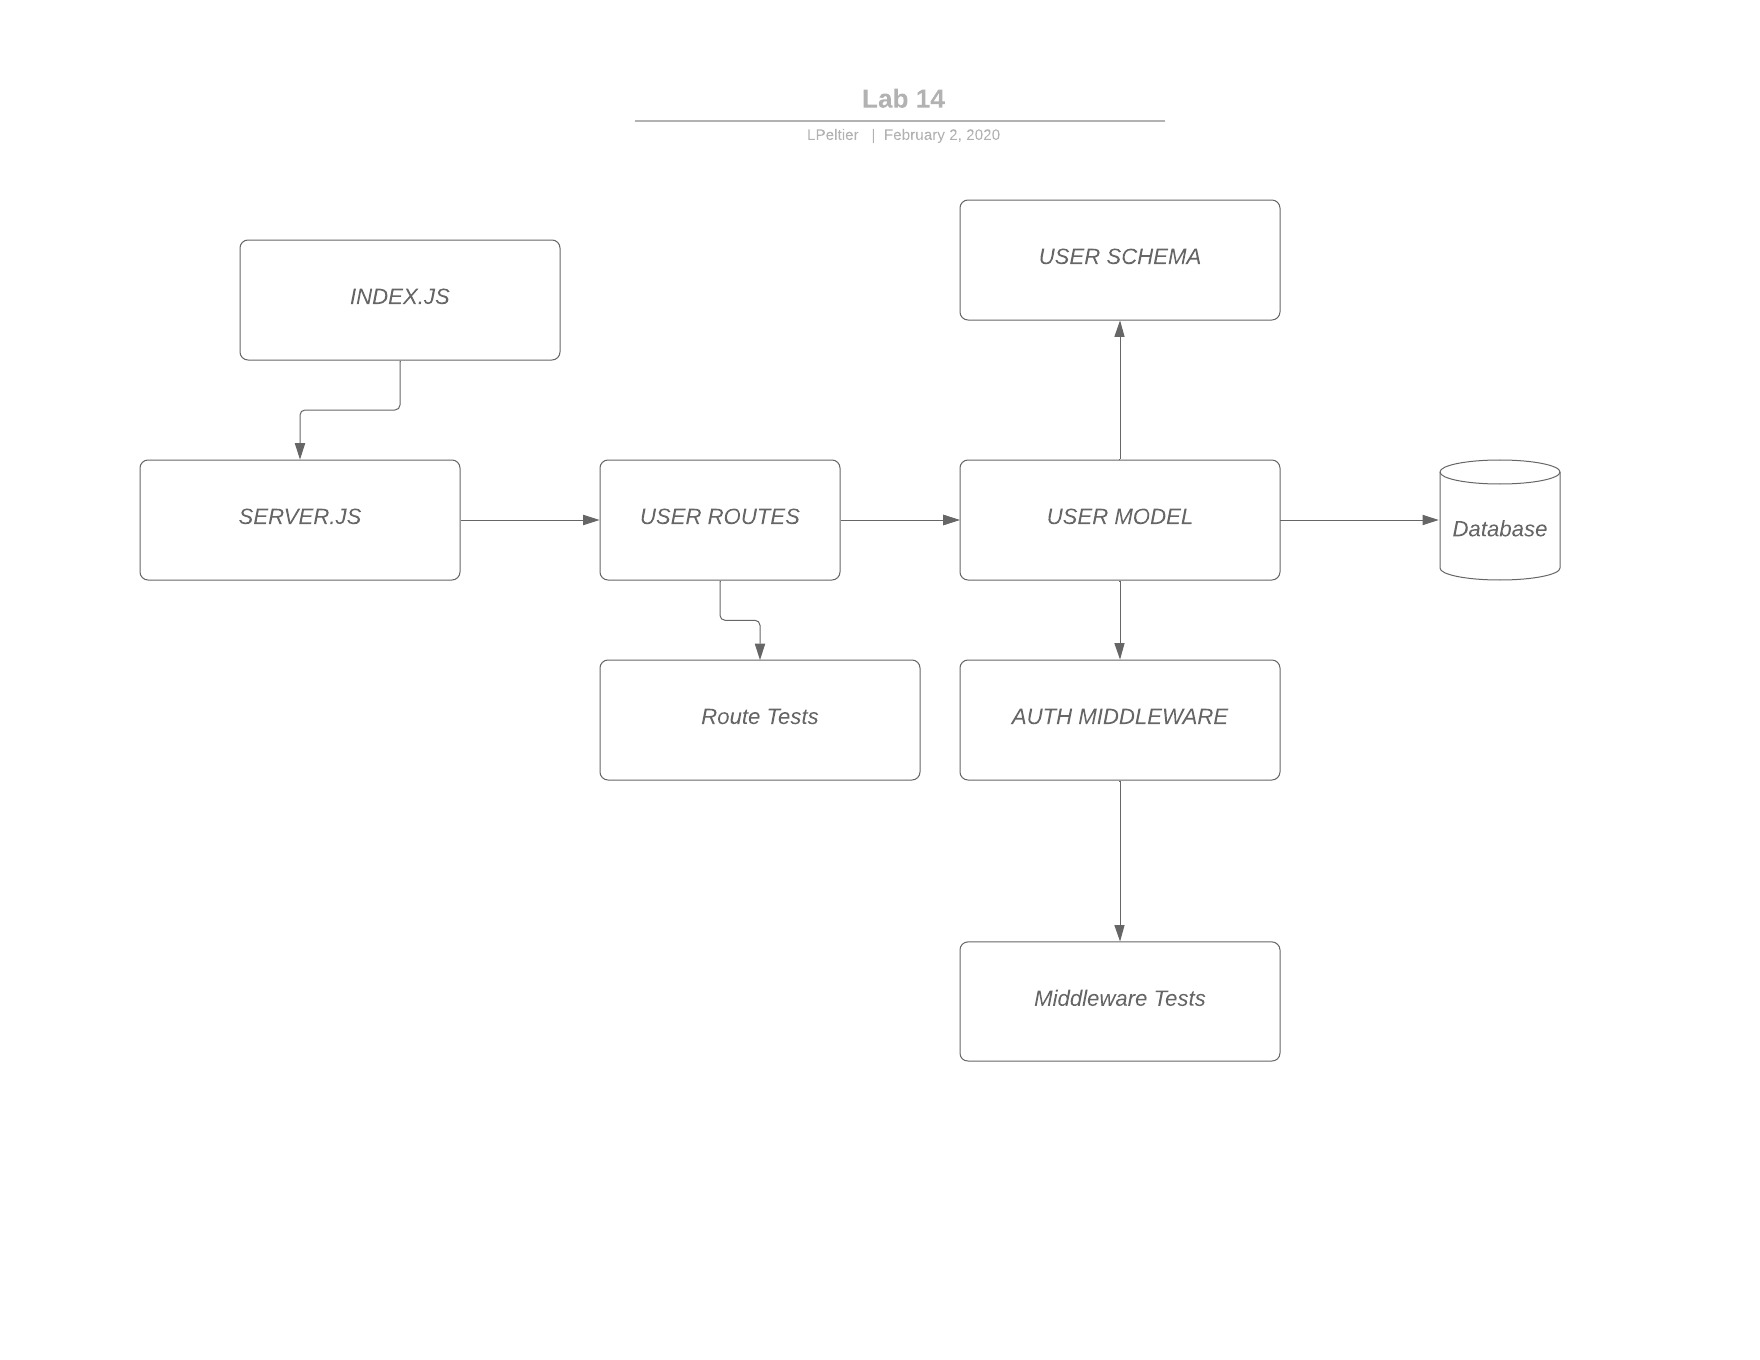 Lab 14
LPeltier | February 2, 2020
USER SCHEMA
INDEX.JS
SERVER.JS
USER ROUTES
USER MODEL
Database
Route Tests
AUTH MIDDLEWARE
Middleware Tests